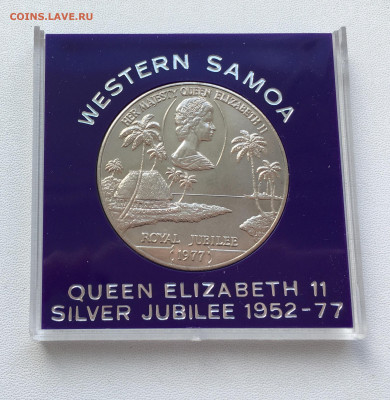 COINS.LAVE.RU
WESTERN SAMOA
HER MAJESTY QUEEN ELIZABETH 11
ROYAL JUBILEE
(1977)
QUEEN ELIZABETH 11
SILVER JUBILEE 1952-77